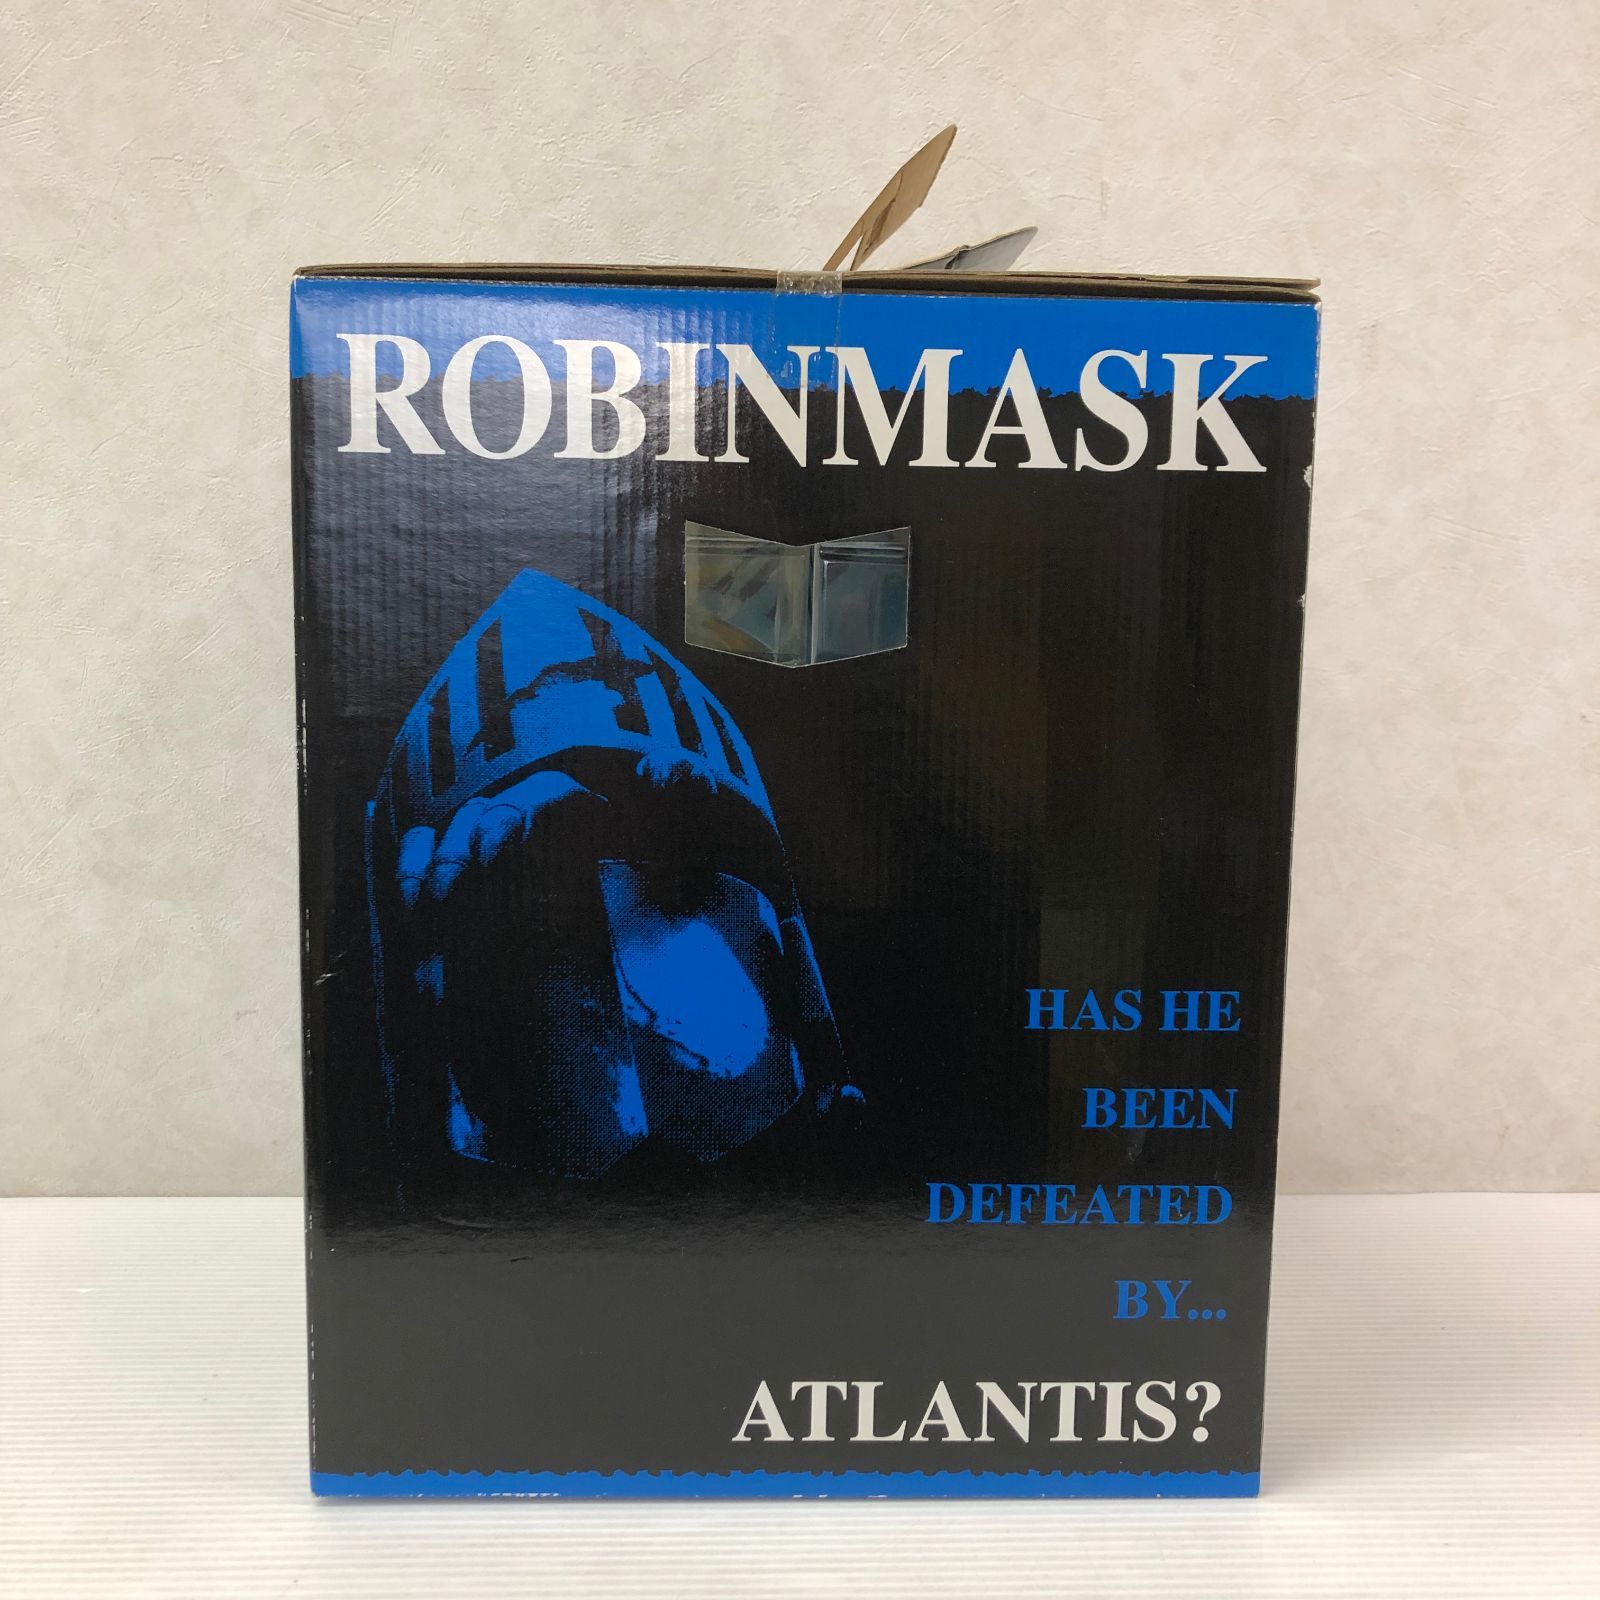 ROBINMASK
HAS HE
BEEN
DEFEATED
BY...
ATLANTIS?